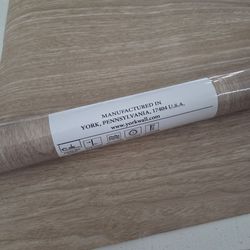 MANUFACTURED IN
YORK, PENNSYLVANIA, 17404 U.S.A.
www.yorkwall.com